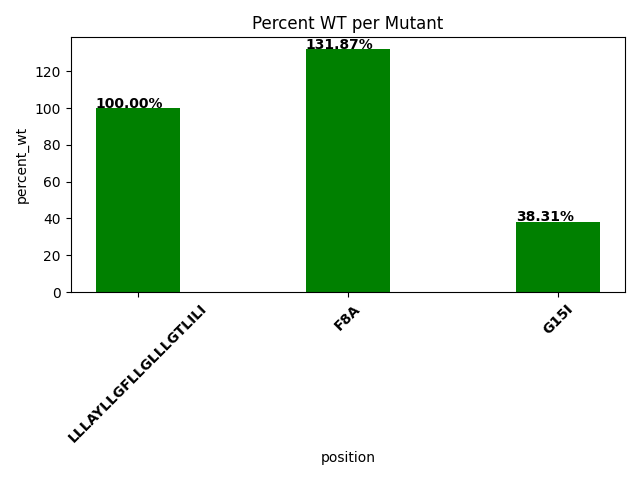 Percent WT per Mutant
percent_wt
120
100
80
60
40
20
0
100.00%
131.87%
38.31%
LLLAYLLGFLLGLLLGTLILI
F8A
G15I
position